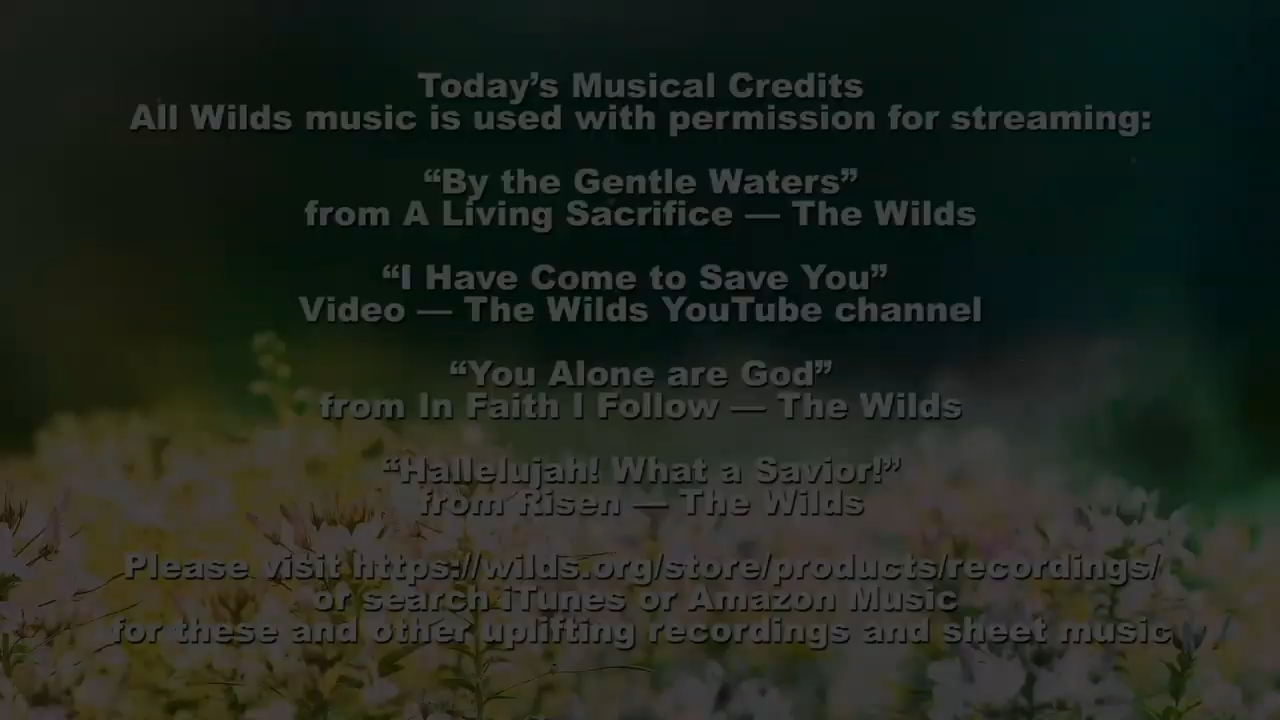 Today’s Musical Credits
All Wilds music is used with permission for streaming:
“By the Gentle Waters”
from A Living Sacrifice — The Wilds
“I Have Come to Save You”
Video — The Wilds YouTube channel
“You Alone are God”
from In Faith I Follow — The Wilds
“Hallelujah! What a Savior!”
from Risen — The Wilds
Please visit https://wilds.org/store/products/recordings/
or search iTunes or Amazon Music
for these and other uplifting recordings and sheet music